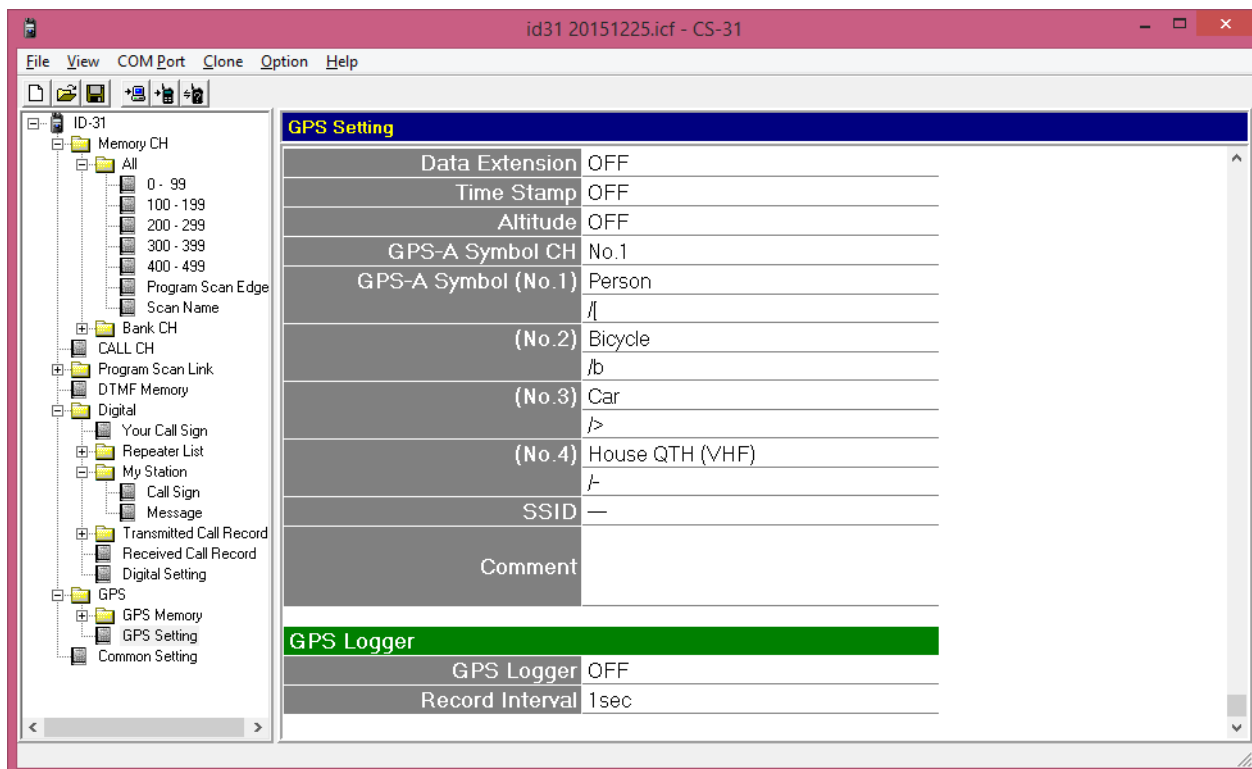 id31 20151225.icf - CS-31
File View COM Port Clone Option Help
ID-31
Memory CH
All
0 - 99
100 - 199
200 - 299
300 - 399
400 - 499
Program Scan Edge
Scan Name
Bank CH
CALL CH
Program Scan Link
DTMF Memory
Digital
Your Call Sign
Repeater List
My Station
Call Sign
Message
Transmitted Call Record
Received Call Record
Digital Setting
GPS
GPS Memory
GPS Setting
Common Setting
GPS Setting
Data Extension OFF
Time Stamp OFF
Altitude OFF
GPS-A Symbol CH No.1
GPS-A Symbol (No.1) Person
/[
(No.2) Bicycle
/b
(No.3) Car
/>
(No.4) House QTH (VHF)
/-
SSID —
Comment
GPS Logger
GPS Logger OFF
Record Interval 1sec